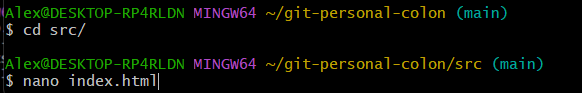 Alex@DESKTOP-RP4RLDN MINGW64 ~/git-personal-colon (main)
$ cd src/
Alex@DESKTOP-RP4RLDN MINGW64 ~/git-personal-colon/src (main)
$ nano index.html